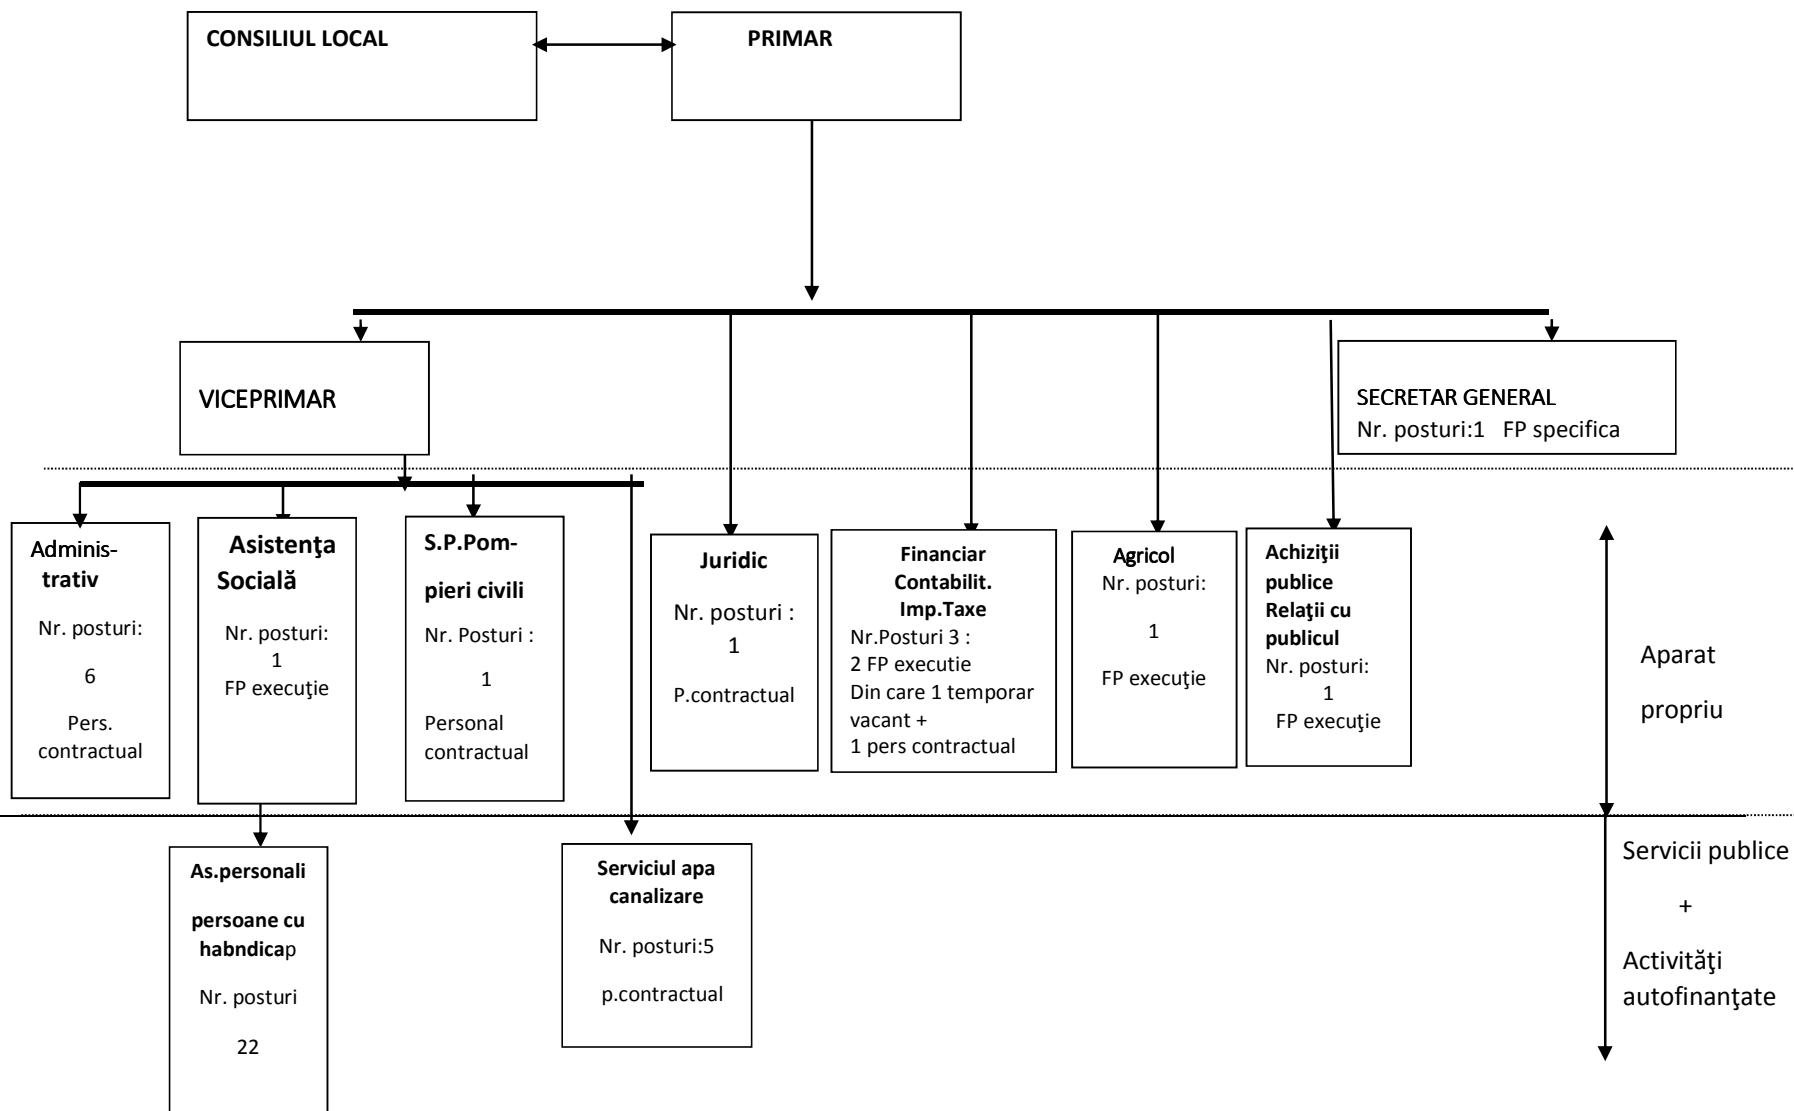 CONSILIUL LOCAL
PRIMAR
VICEPRIMAR
SECRETAR GENERAL
Nr. posturi:1 FP specifica
Adminis-
trativ
Nr. posturi:
6
Pers.
contractual
Asistenţa
Socială
Nr. posturi:
1
FP execuţie
S.P.Pom-
pieri civili
Nr. Posturi :
1
Personal
contractual
Juridic
Nr. posturi :
1
P.contractual
Financiar
Contabilit.
Imp.Taxe
Nr.Posturi 3 :
2 FP executie
Din care 1 temporar
vacant +
1 pers contractual
Agricol
Nr. posturi:
1
FP execuţie
Achiziţii
publice
Relaţii cu
publicul
Nr. posturi:
1
FP execuţie
Aparat
propriu
As.personali
persoane cu
habndicap
Nr. posturi
22
Serviciul apa
canalizare
Nr. posturi:5
p.contractual
Servicii publice
+
Activităţi
autofinanţate